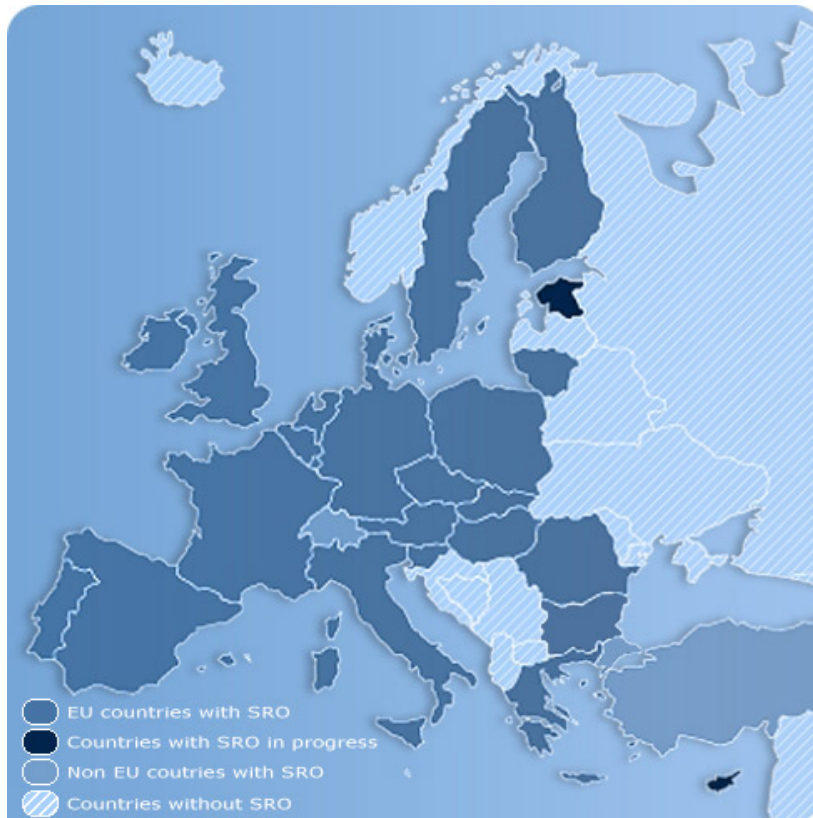 EU countries with SRO
Countries with SRO in progress
Non EU coutries with SRO
Countries without SRO